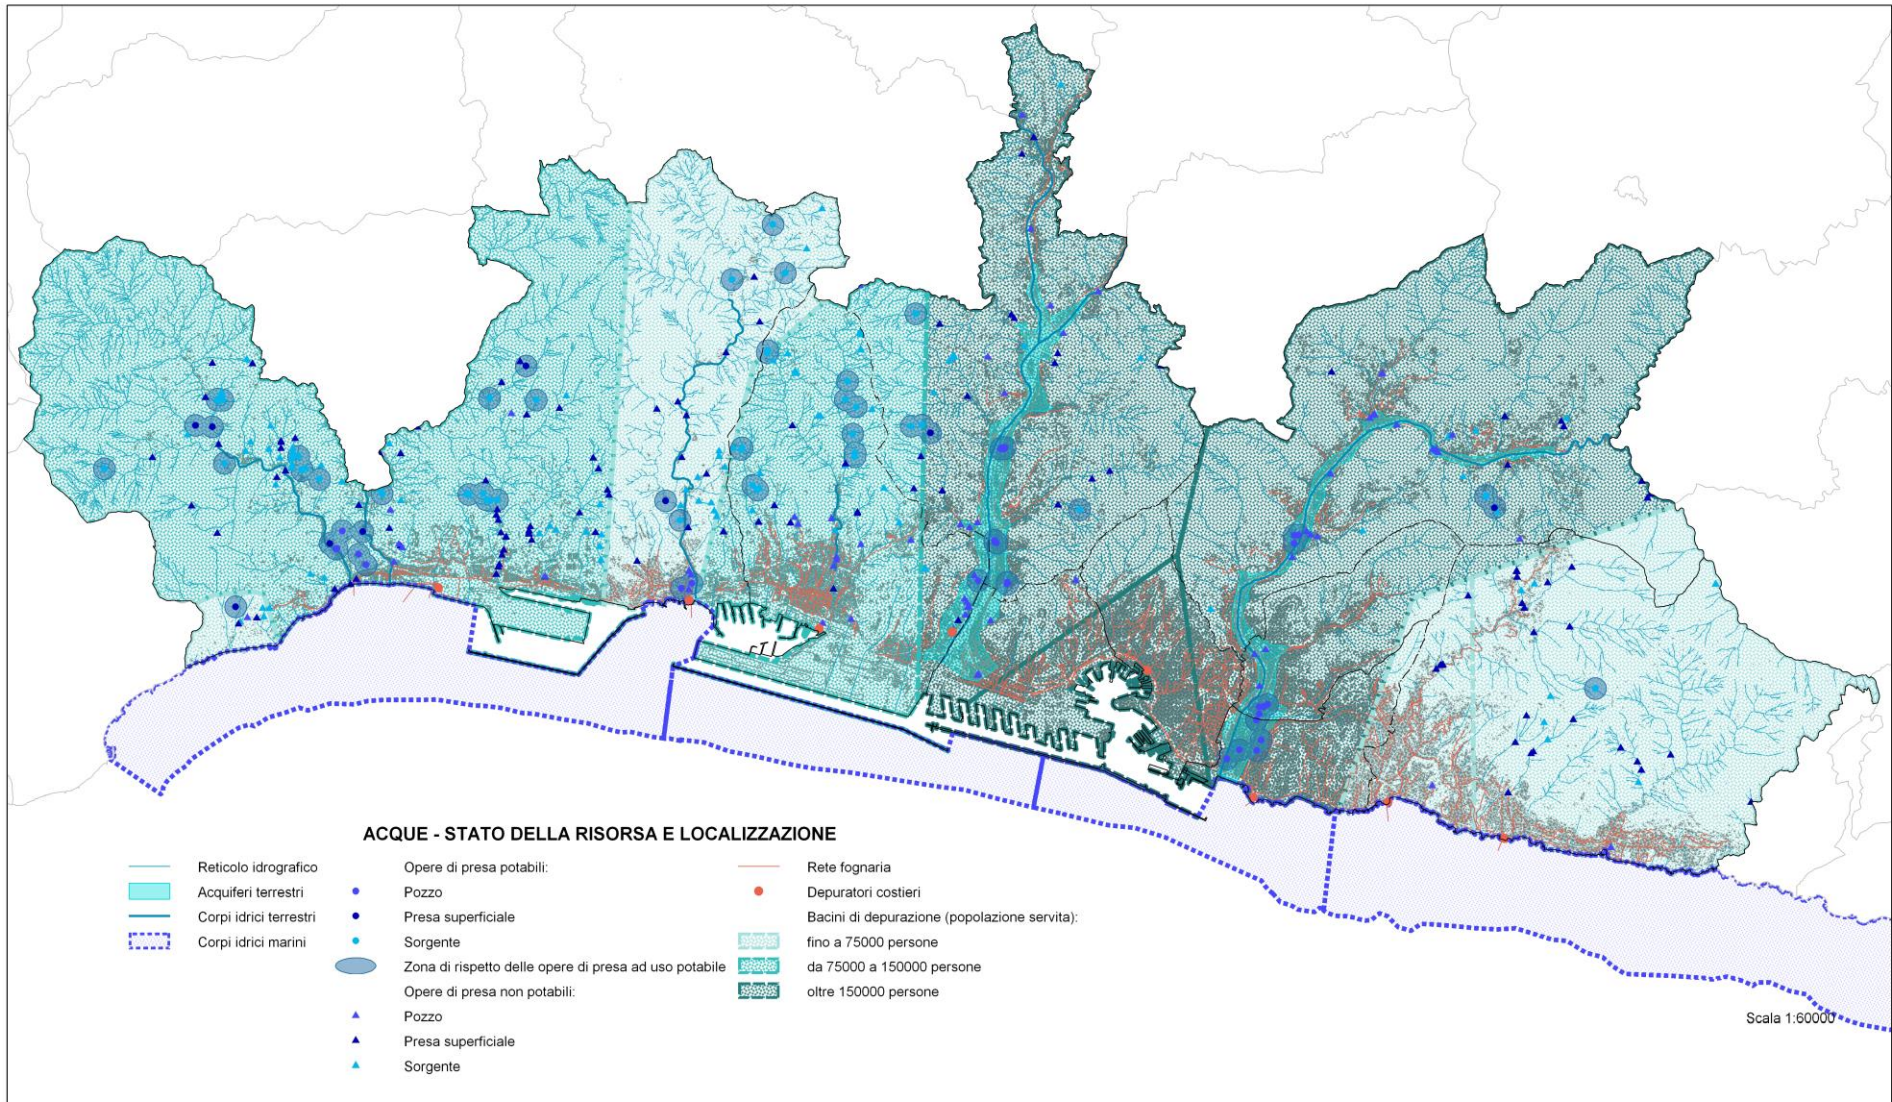 ACQUE - STATO DELLA RISORSA E LOCALIZZAZIONE
Reticolo idrografico
Acquiferi terrestri
Corpi idrici terrestri
Corpi idrici marini
Opere di presa potabili:
Pozzo
Presa superficiale
Sorgente
Zona di rispetto delle opere di presa ad uso potabile
Opere di presa non potabili:
Pozzo
Presa superficiale
Sorgente
Rete fognaria
Depuratori costieri
Bacini di depurazione (popolazione servita):
fino a 75000 persone
da 75000 a 150000 persone
oltre 150000 persone
Scala 1:60000